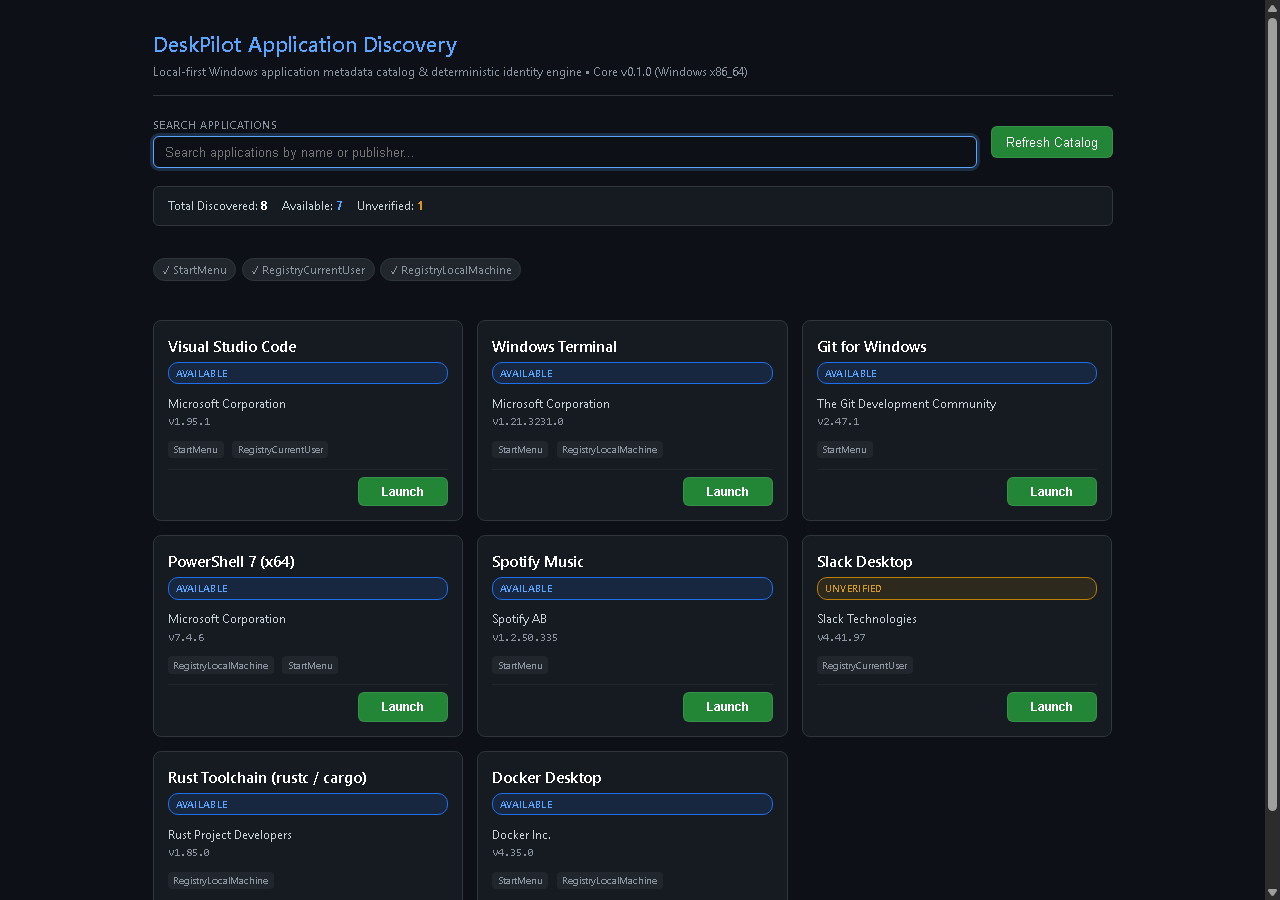 DeskPilot Application Discovery
Local-first Windows application metadata catalog & deterministic identity engine • Core v0.1.0 (Windows x86_64)
SEARCH APPLICATIONS
Search applications by name or publisher...
Refresh Catalog
Total Discovered: 8 Available: 7 Unverified: 1
✓ StartMenu ✓ RegistryCurrentUser ✓ RegistryLocalMachine
Visual Studio Code
AVAILABLE
Microsoft Corporation
v1.95.1
StartMenu RegistryCurrentUser
Launch
Windows Terminal
AVAILABLE
Microsoft Corporation
v1.21.3231.0
StartMenu RegistryLocalMachine
Launch
Git for Windows
AVAILABLE
The Git Development Community
v2.47.1
StartMenu
Launch
PowerShell 7 (x64)
AVAILABLE
Microsoft Corporation
v7.4.6
RegistryLocalMachine StartMenu
Launch
Spotify Music
AVAILABLE
Spotify AB
v1.2.50.335
StartMenu
Launch
Slack Desktop
UNVERIFIED
Slack Technologies
v4.41.97
RegistryCurrentUser
Launch
Rust Toolchain (rustc / cargo)
AVAILABLE
Rust Project Developers
v1.85.0
RegistryLocalMachine
Docker Desktop
AVAILABLE
Docker Inc.
v4.35.0
StartMenu RegistryLocalMachine